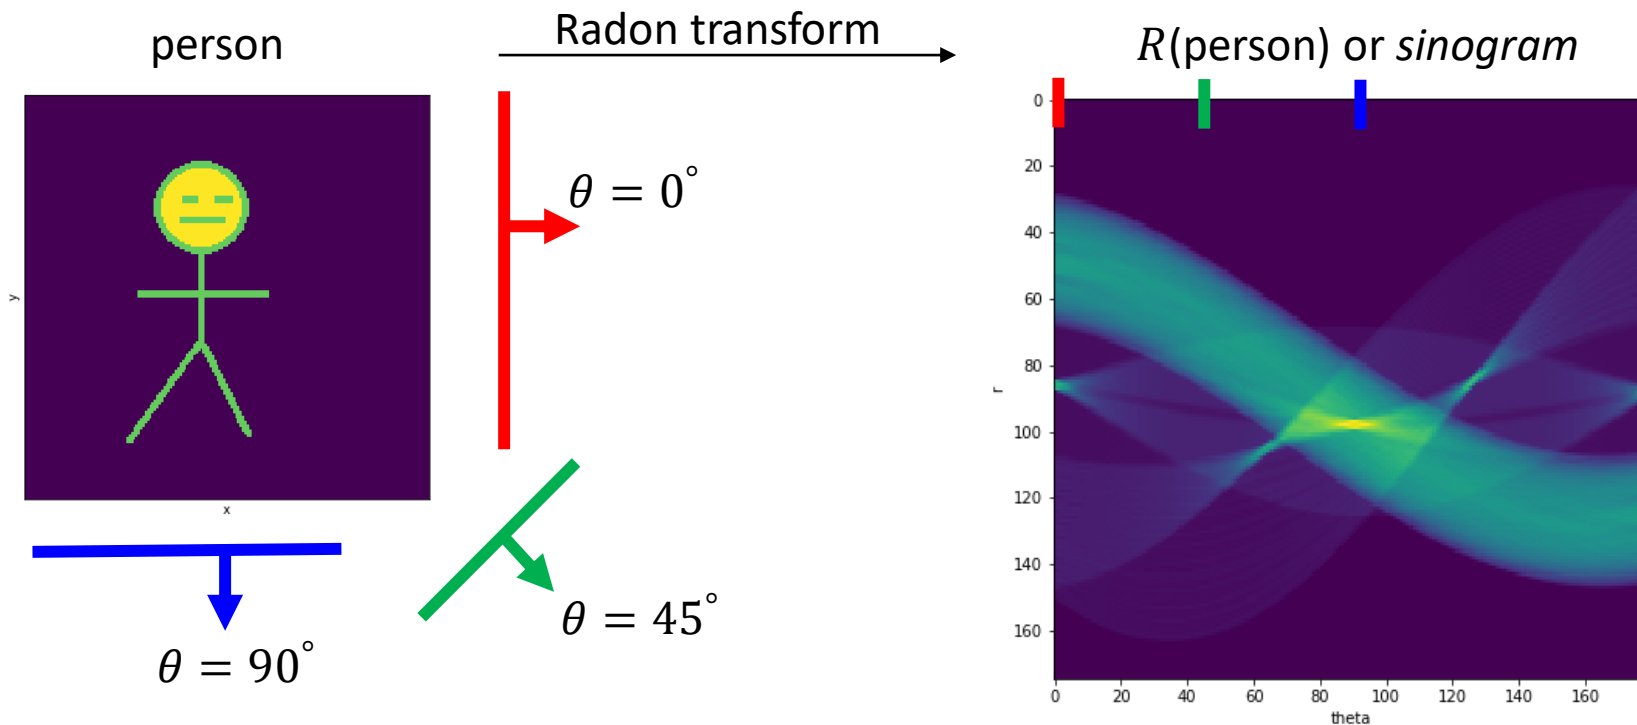 person
Radon transform
R(person) or sinogram
y
x
θ = 0°
θ = 45°
θ = 90°
0
20
40
60
80
100
120
140
160
r
0 20 40 60 80 100 120 140 160
theta